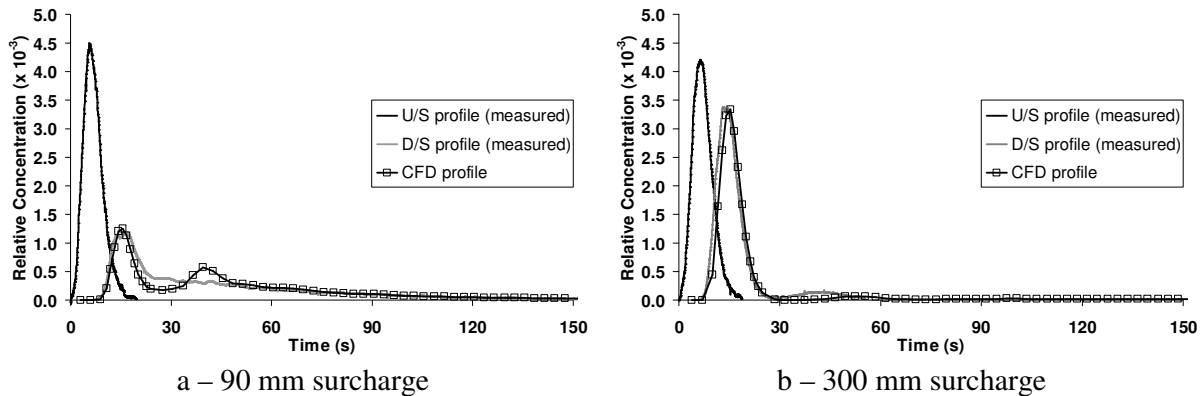 5.0
4.5
4.0
3.5
3.0
2.5
2.0
1.5
1.0
0.5
0.0
Relative Concentration (x 10-3)
0 30 60 90 120 150
Time (s)
U/S profile (measured)
D/S profile (measured)
CFD profile
a – 90 mm surcharge
5.0
4.5
4.0
3.5
3.0
2.5
2.0
1.5
1.0
0.5
0.0
Relative Concentration (x 10-3)
0 30 60 90 120 150
Time (s)
U/S profile (measured)
D/S profile (measured)
CFD profile
b – 300 mm surcharge